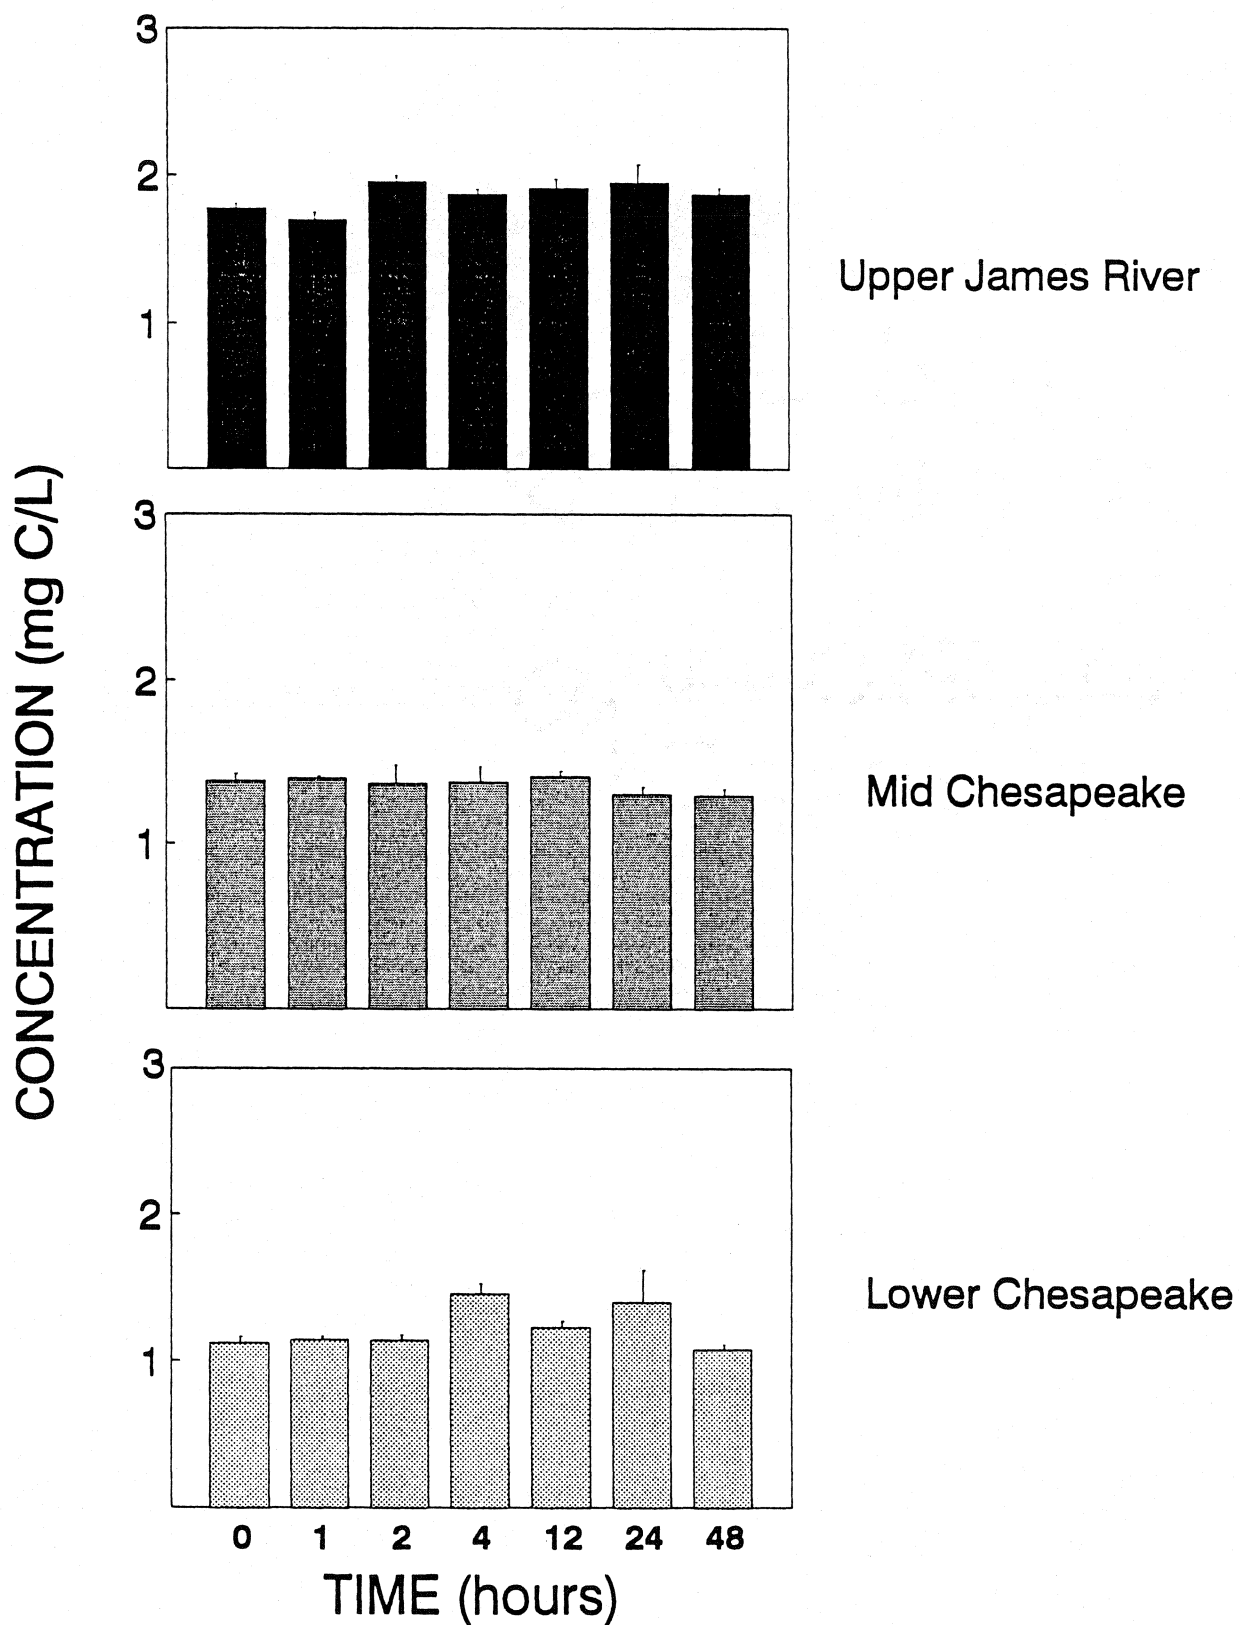 3
2
1
Upper James River
3
2
1
Mid Chesapeake
3
2
1
Lower Chesapeake
CONCENTRATION (mg C/L)
0 1 2 4 12 24 48
TIME (hours)